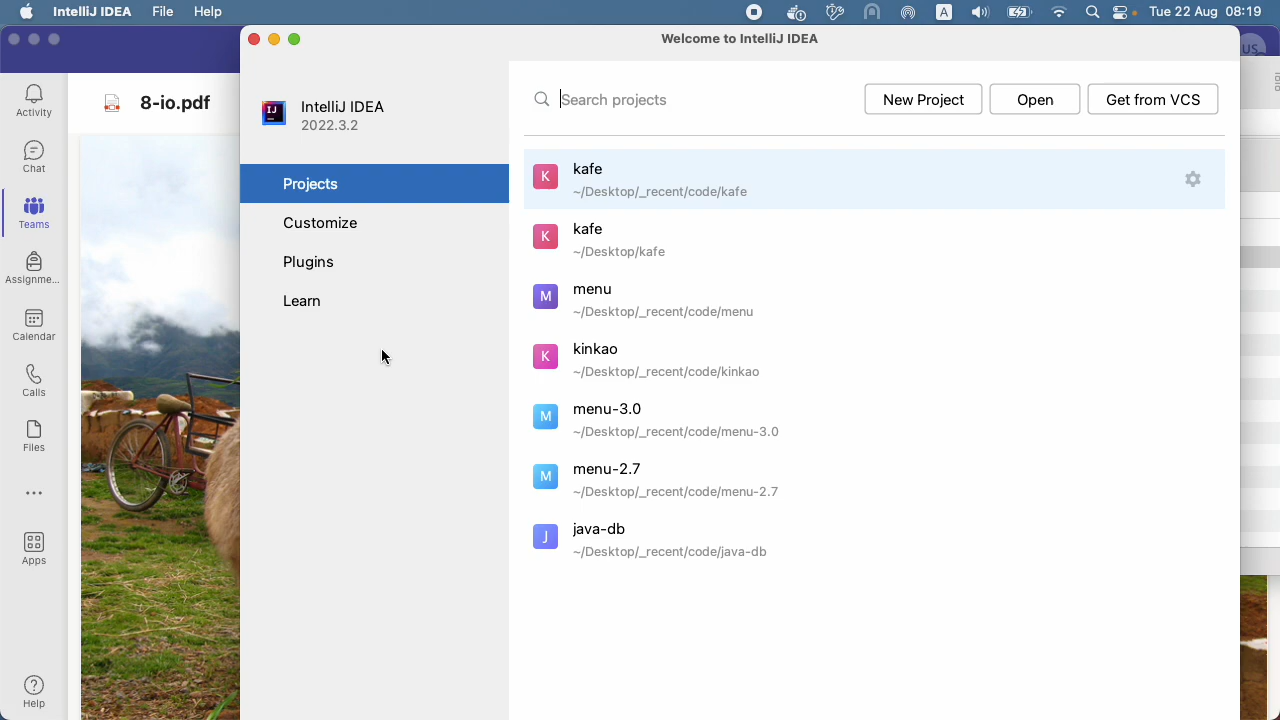 IntelliJ IDEA File Help
A
Tue 22 Aug 08:19
Welcome to IntelliJ IDEA
US
Activity
Chat
Teams
Assignme...
Calendar
Calls
Files
Apps
Help
8-io.pdf
IJ
IntelliJ IDEA
2022.3.2
Projects
Customize
Plugins
Learn
Search projects
New Project
Open
Get from VCS
K
kafe
~/Desktop/_recent/code/kafe
K
kafe
~/Desktop/kafe
M
menu
~/Desktop/_recent/code/menu
K
kinkao
~/Desktop/_recent/code/kinkao
M
menu-3.0
~/Desktop/_recent/code/menu-3.0
M
menu-2.7
~/Desktop/_recent/code/menu-2.7
J
java-db
~/Desktop/_recent/code/java-db